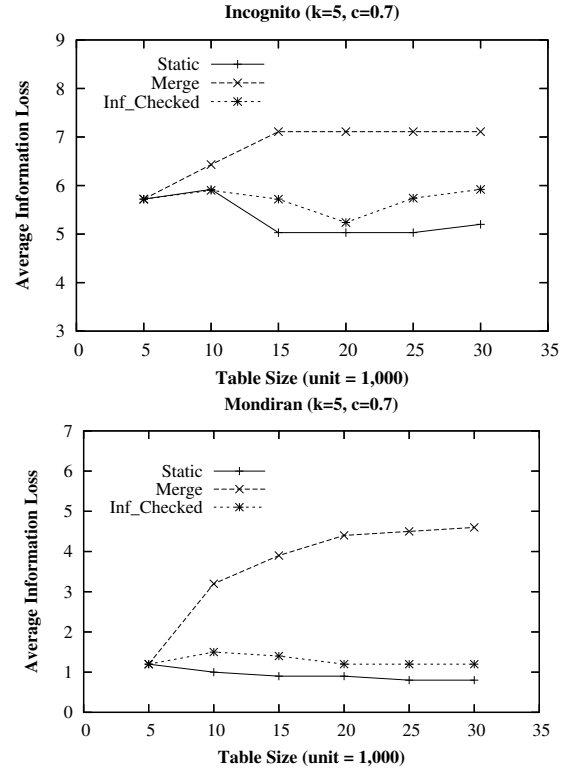 Incognito (k=5, c=0.7)
9
8
7
6
5
4
3
Static
Merge
Inf_Checked
Average Information Loss
0 5 10 15 20 25 30 35
Table Size (unit = 1,000)
Mondiran (k=5, c=0.7)
7
6
5
4
3
2
1
0
Static
Merge
Inf_Checked
Average Information Loss
0 5 10 15 20 25 30 35
Table Size (unit = 1,000)